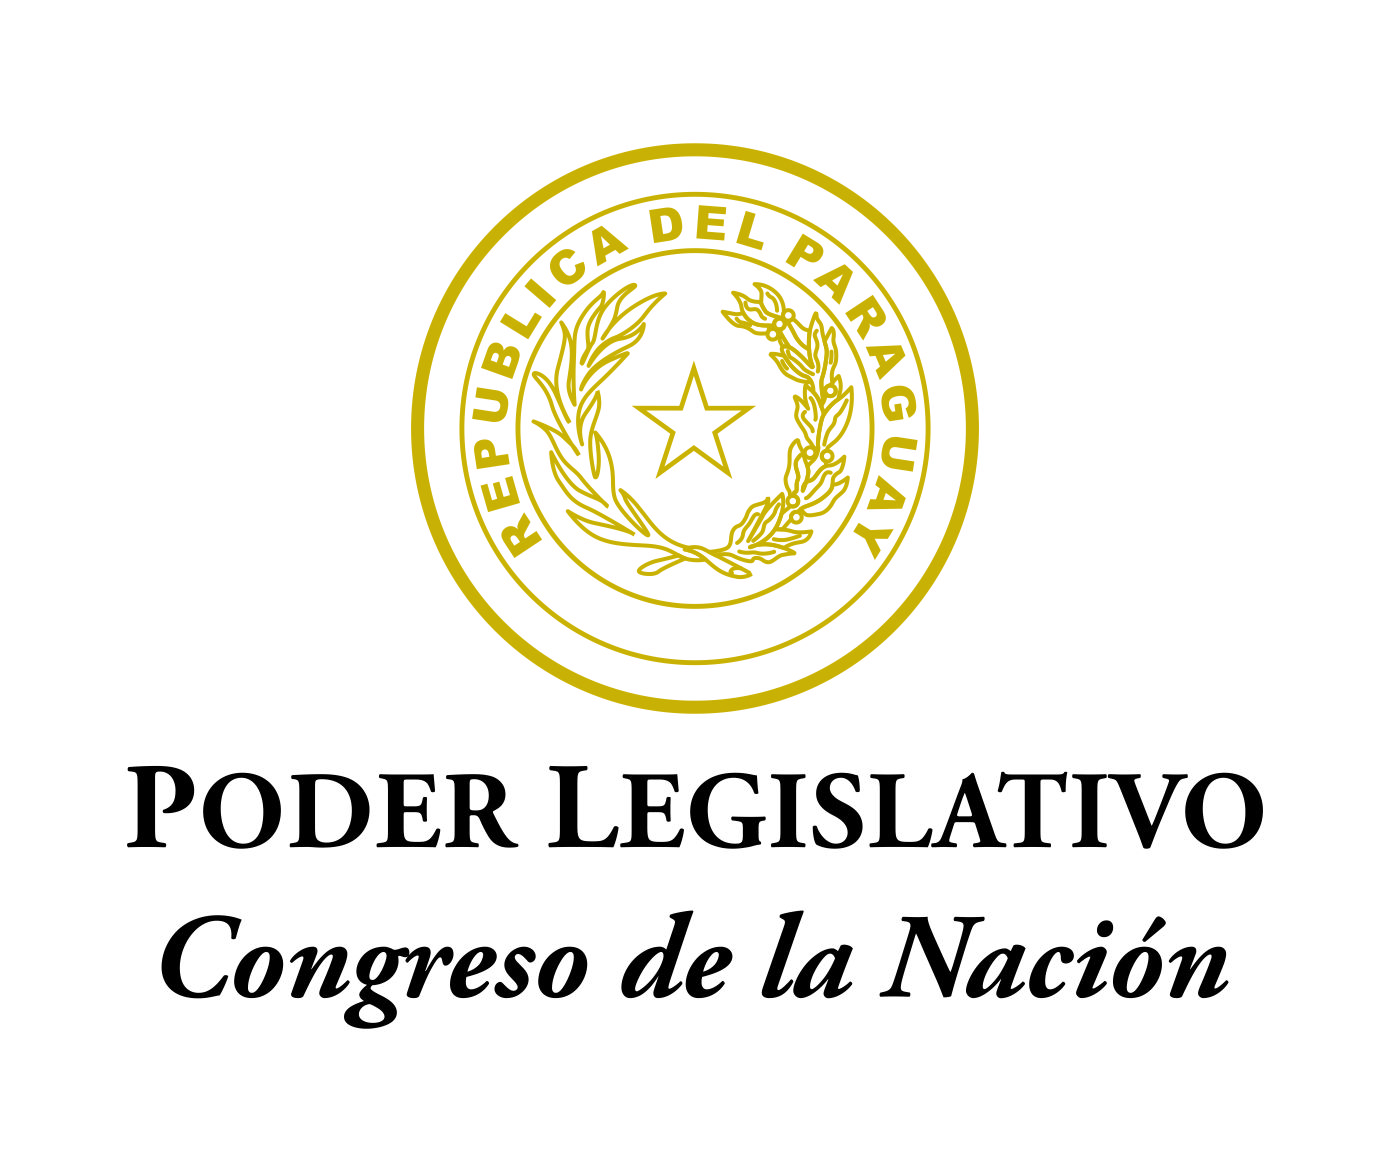 REPUBLICA DEL PARAGUAY
PODER LEGISLATIVO
Congreso de la Nación